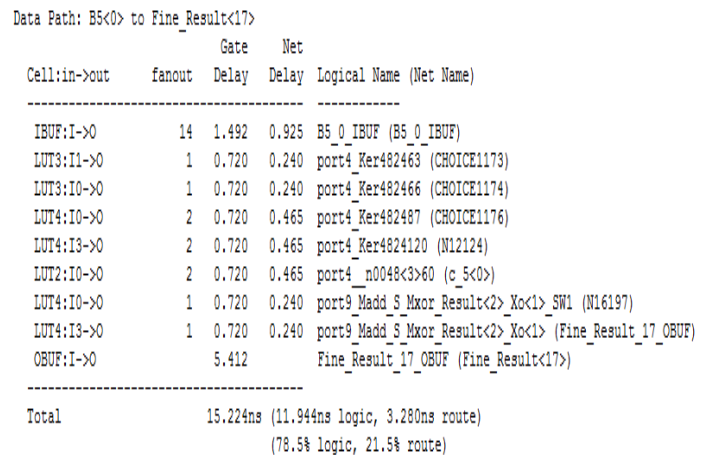 Data Path: B5<0> to Fine_Result<17>
Gate Net
Cell:in->out fanout Delay Delay Logical Name (Net Name)
---------------------------------------- ------------
IBUF:I->O 14 1.492 0.925 B5_0_IBUF (B5_0_IBUF)
LUT3:I1->O 1 0.720 0.240 port4_Ker482463 (CHOICE1173)
LUT3:I0->O 1 0.720 0.240 port4_Ker482466 (CHOICE1174)
LUT4:I0->O 2 0.720 0.465 port4_Ker482487 (CHOICE1176)
LUT4:I3->O 2 0.720 0.465 port4_Ker4824120 (N12124)
LUT2:I0->O 2 0.720 0.465 port4__n0048<3>60 (c_5<0>)
LUT4:I0->O 1 0.720 0.240 port9_Madd_S_Mxor_Result<2>_Xo<1>_SW1 (N16197)
LUT4:I3->O 1 0.720 0.240 port9_Madd_S_Mxor_Result<2>_Xo<1> (Fine_Result_17_OBUF)
OBUF:I->O 5.412 Fine_Result_17_OBUF (Fine_Result<17>)
----------------------------------------
Total 15.224ns (11.944ns logic, 3.280ns route)
(78.5% logic, 21.5% route)